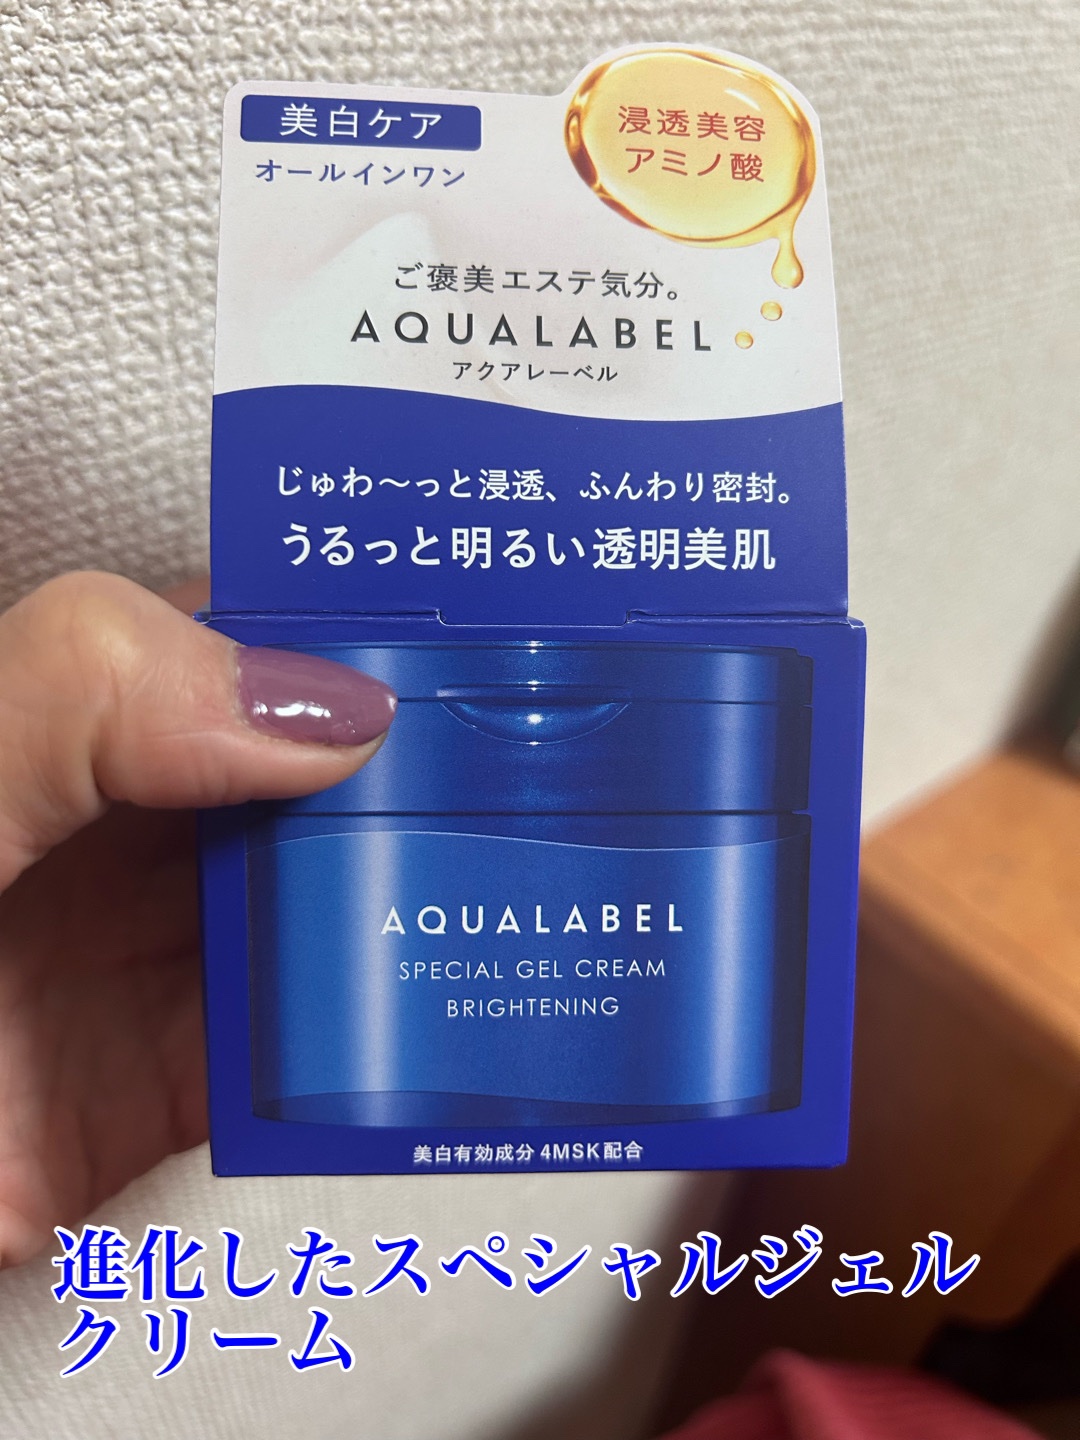 美白ケア
オールインワン
浸透美容
アミノ酸
ご褒美エステ気分。
AQUALABEL
アクアレーベル
じゅわ〜っと浸透、ふんわり密封。
うるっと明るい透明美肌
AQUALABEL
SPECIAL GEL CREAM
BRIGHTENING
美白有効成分 4MSK配合
進化したスペシャルジェル
クリーム